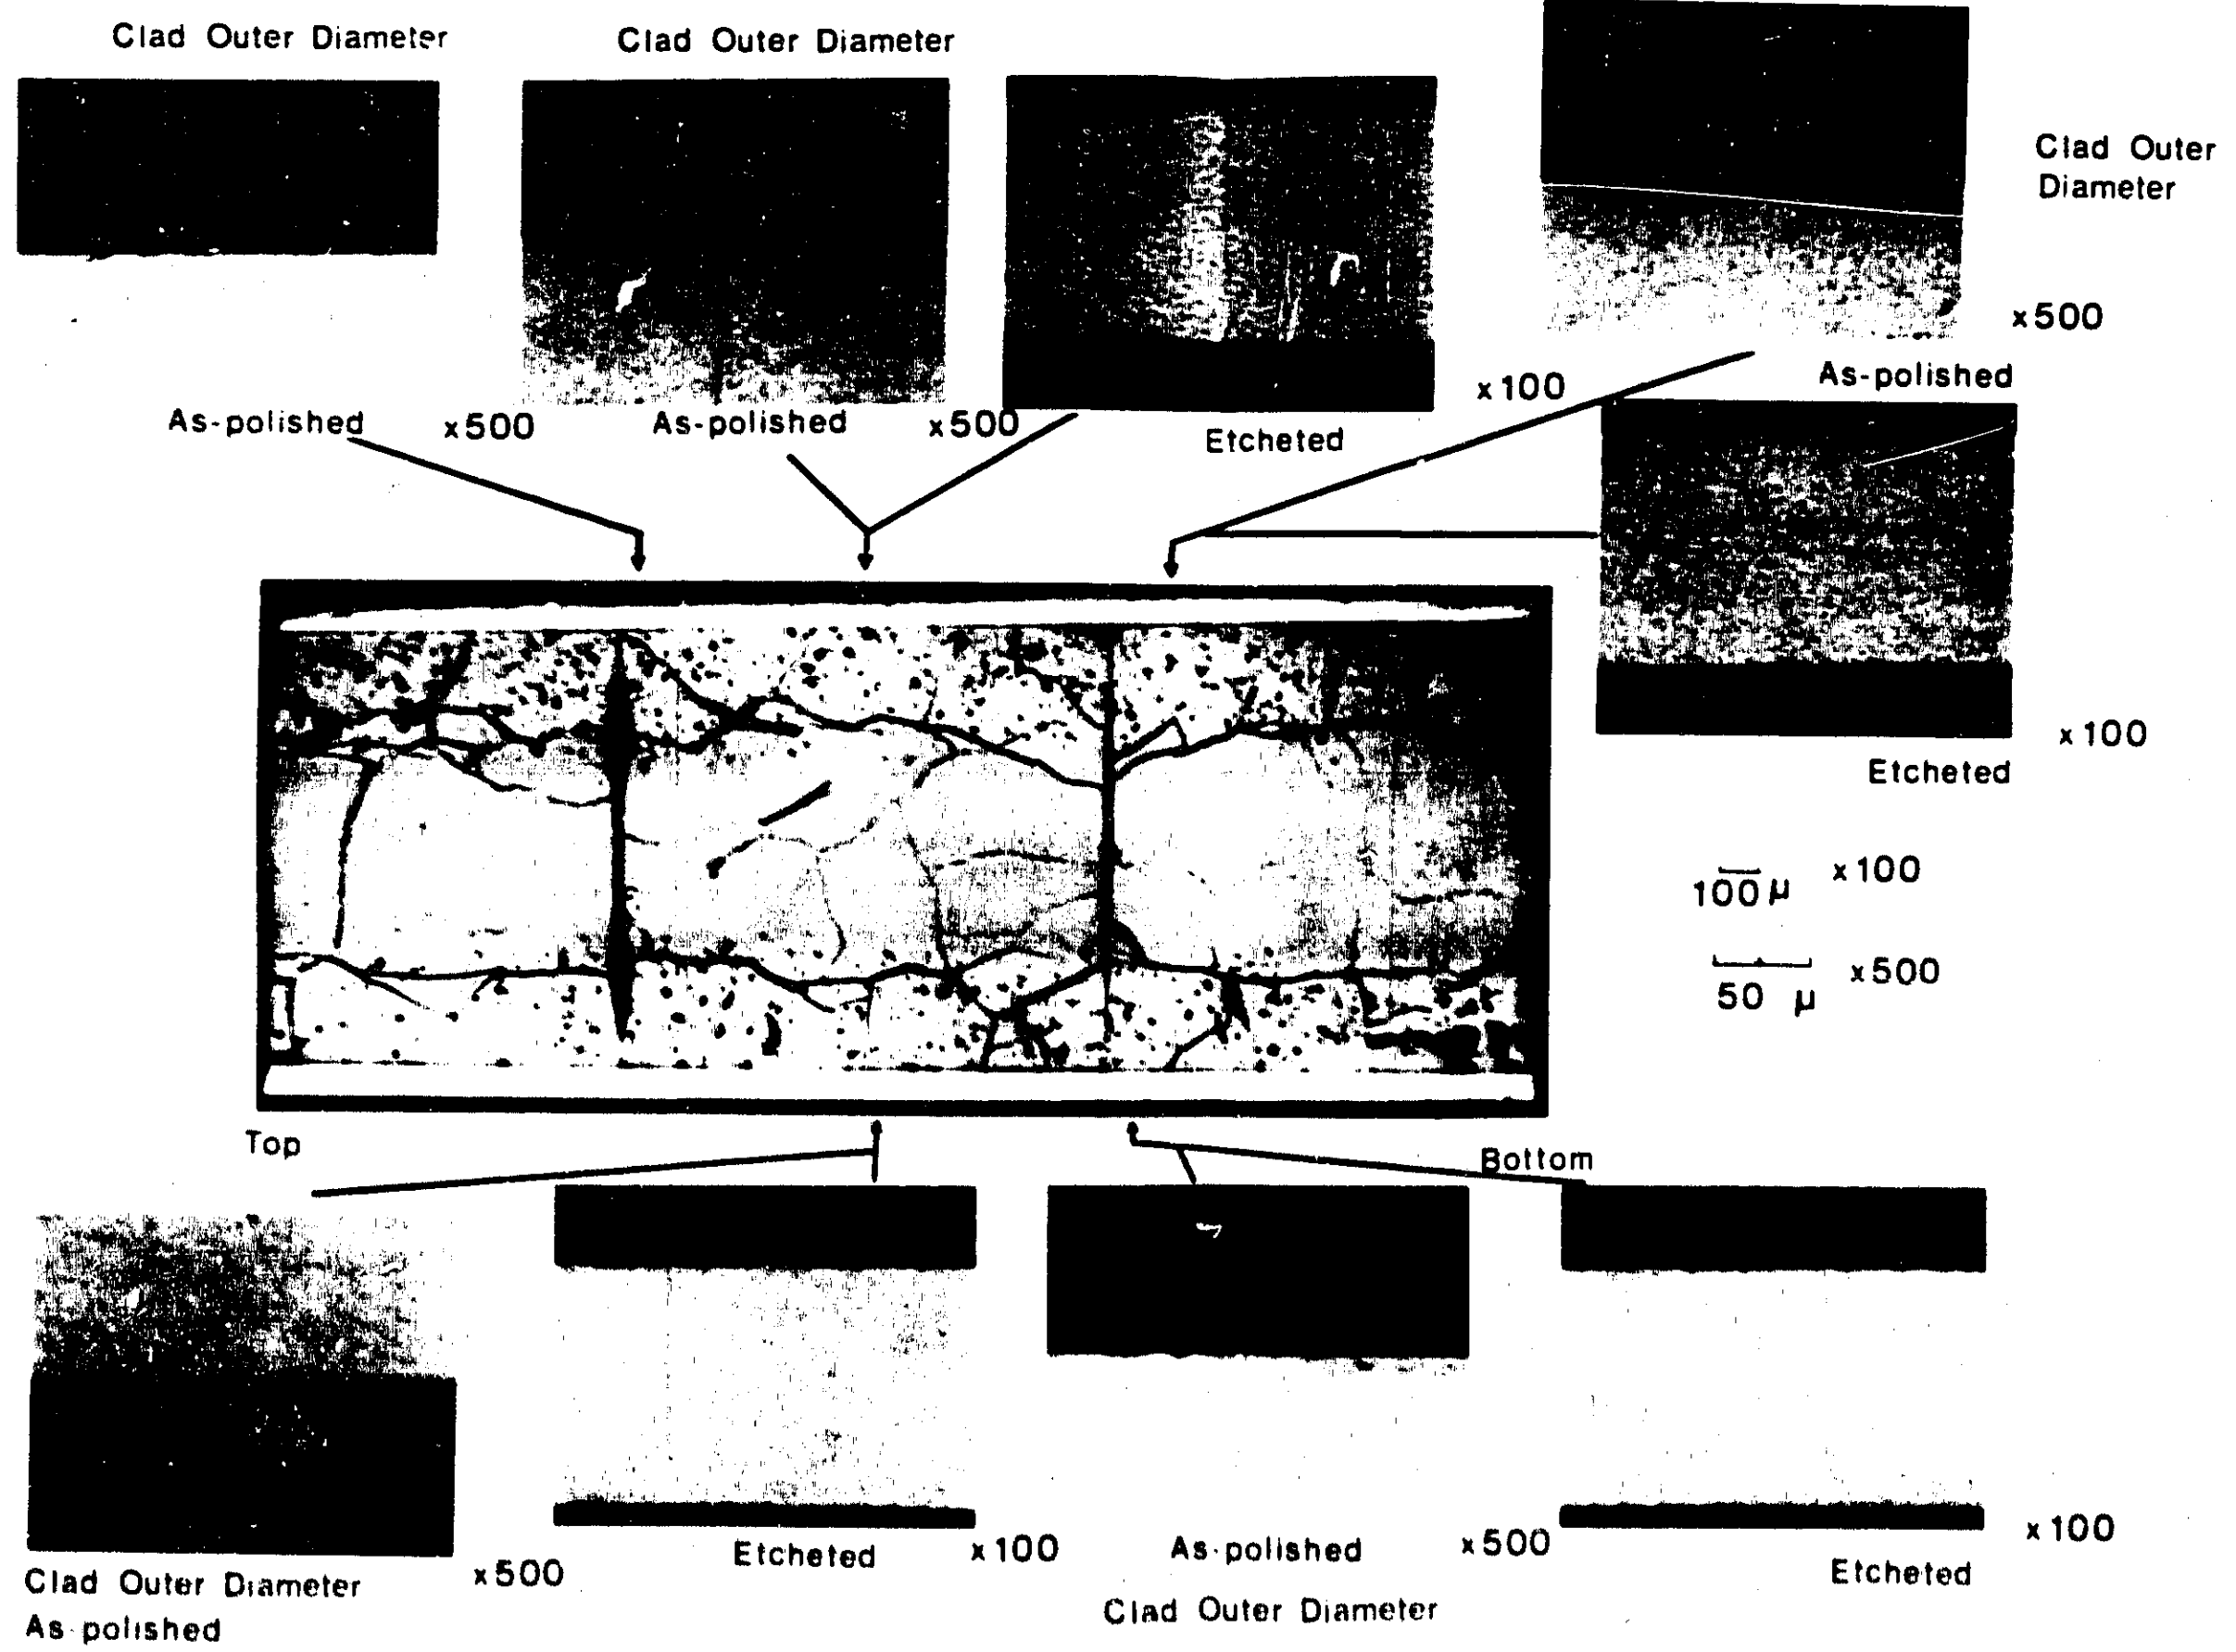 Clad Outer Diameter
Clad Outer Diameter
Clad Outer
Diameter
x500
As-polished
x100
As-polished
x500
As-polished
x500
Etcheted
x100
Etcheted
100 μ x100
50 μ x500
Top
Bottom
x500
Clad Outer Diameter
As-polished
Etcheted
x100
As-polished
x500
Clad Outer Diameter
x100
Etcheted